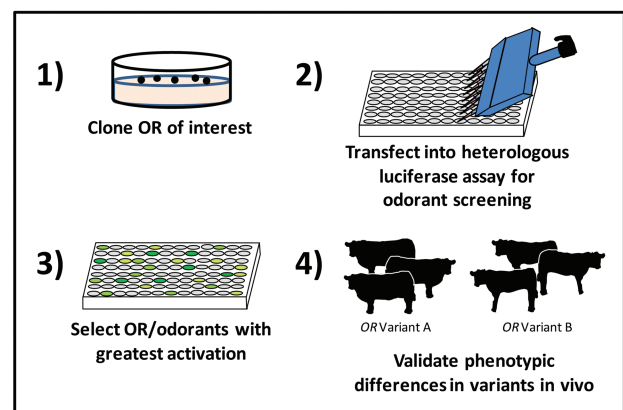 1)
Clone OR of interest
2)
Transfect into heterologous
luciferase assay for
odorant screening
3)
Select OR/odorants with
greatest activation
4)
OR Variant A
OR Variant B
Validate phenotypic
differences in variants in vivo